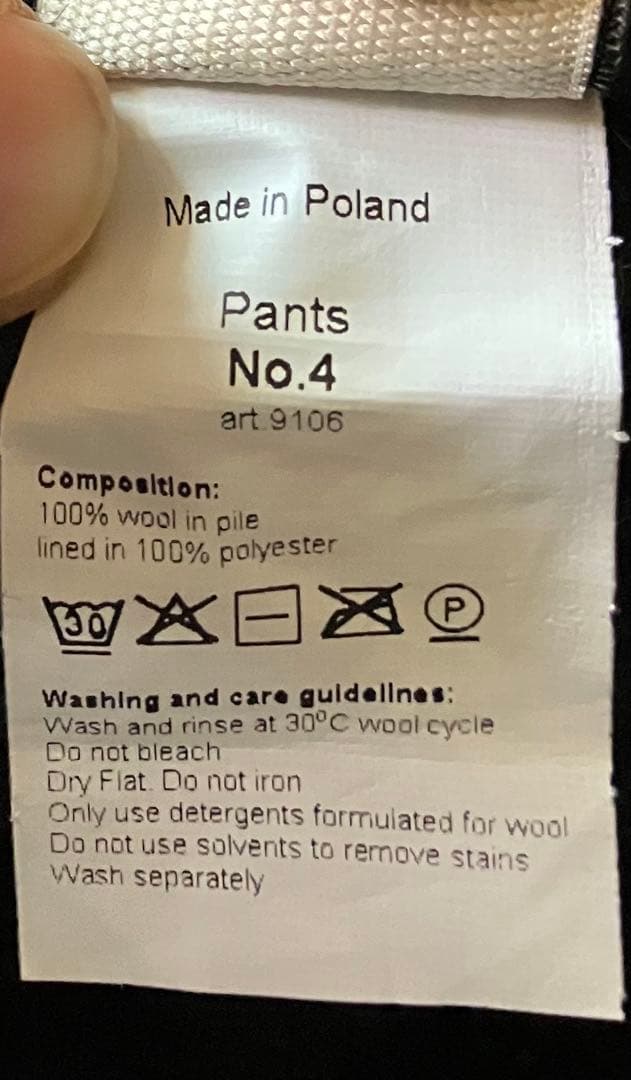 Made in Poland
Pants
No.4
art.9106
Composition:
100% wool in pile
lined in 100% polyester
30 P
Washing and care guidelines:
Wash and rinse at 30°C wool cycle
Do not bleach
Dry Flat. Do not iron
Only use detergents formulated for wool
Do not use solvents to remove stains
Wash separately